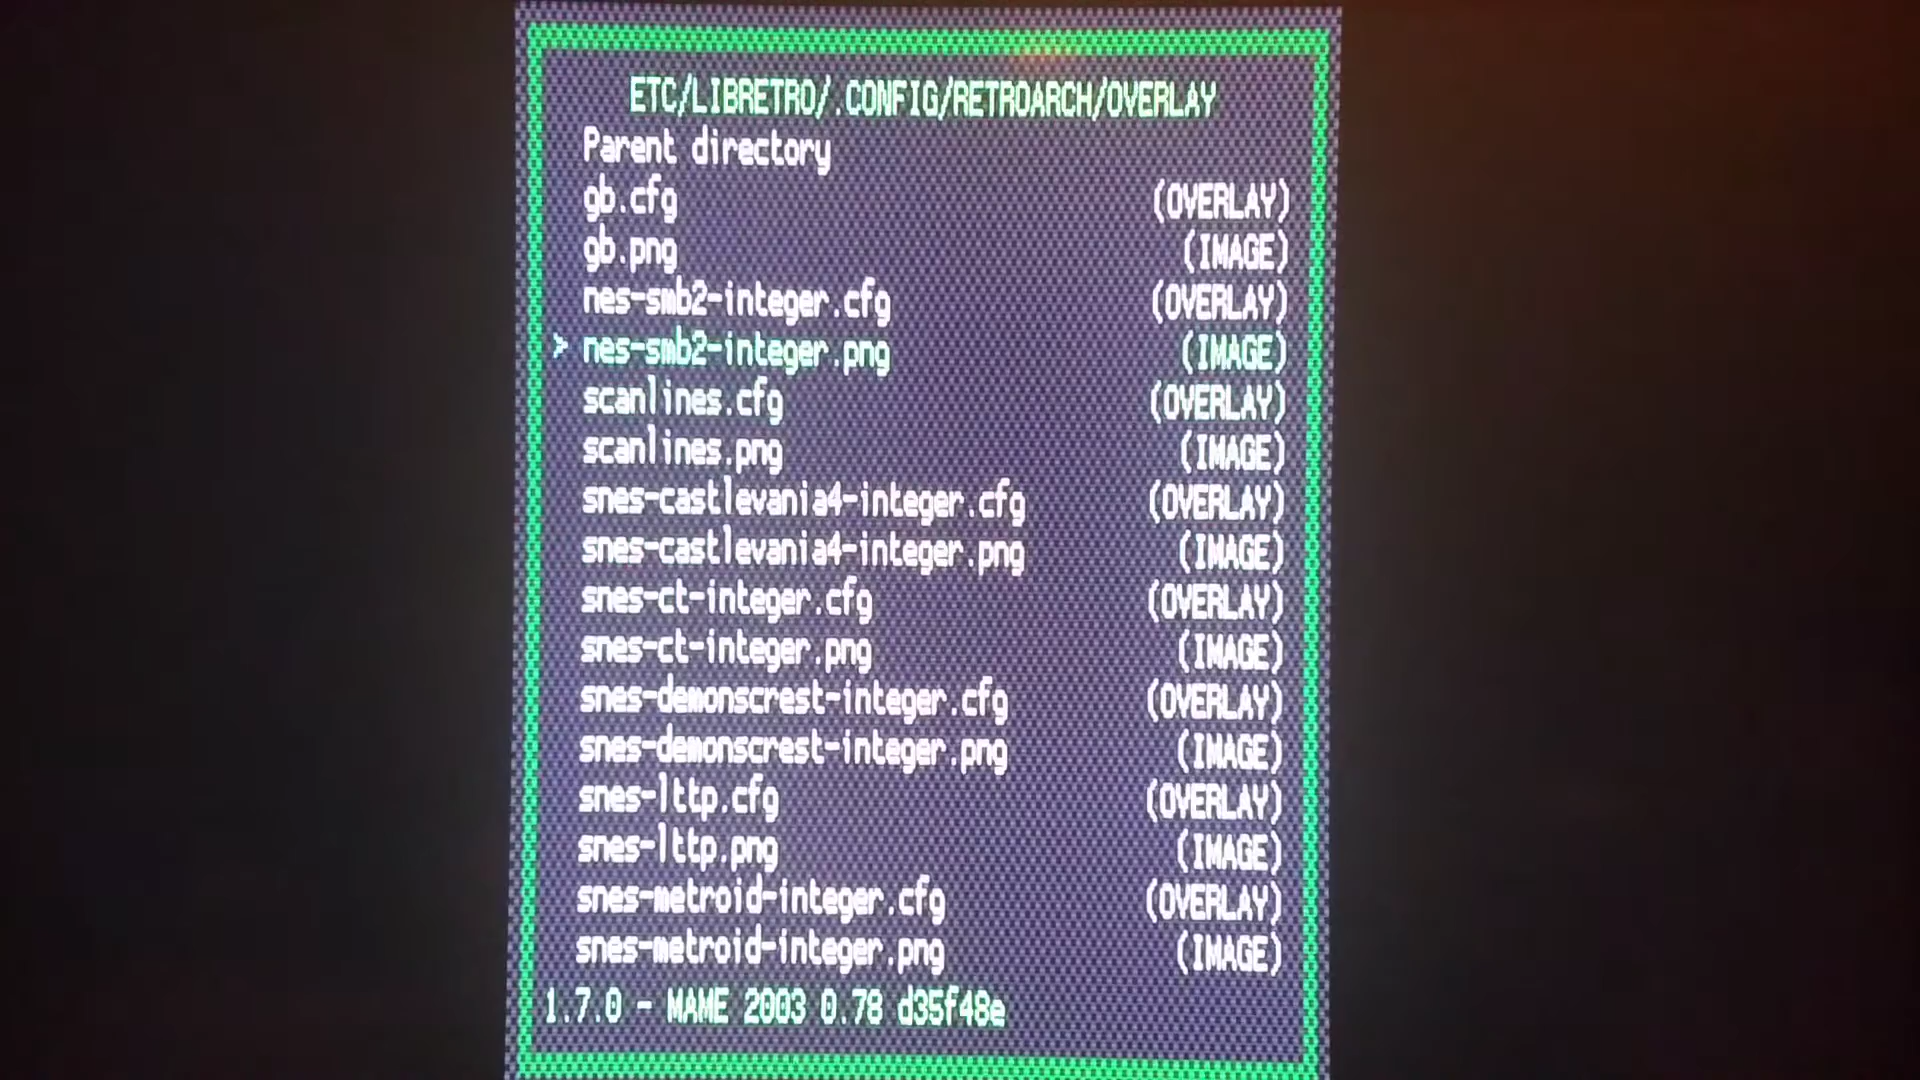 ETC/LIBRETRO/.CONFIG/RETROARCH/OVERLAY
Parent directory
gb.cfg (OVERLAY)
gb.png (IMAGE)
nes-smb2-integer.cfg (OVERLAY)
> nes-smb2-integer.png (IMAGE)
scanlines.cfg (OVERLAY)
scanlines.png (IMAGE)
snes-castlevania4-integer.cfg (OVERLAY)
snes-castlevania4-integer.png (IMAGE)
snes-ct-integer.cfg (OVERLAY)
snes-ct-integer.png (IMAGE)
snes-demonscrest-integer.cfg (OVERLAY)
snes-demonscrest-integer.png (IMAGE)
snes-lttp.cfg (OVERLAY)
snes-lttp.png (IMAGE)
snes-metroid-integer.cfg (OVERLAY)
snes-metroid-integer.png (IMAGE)
1.7.0 - MAME 2003 0.78 d35f48e